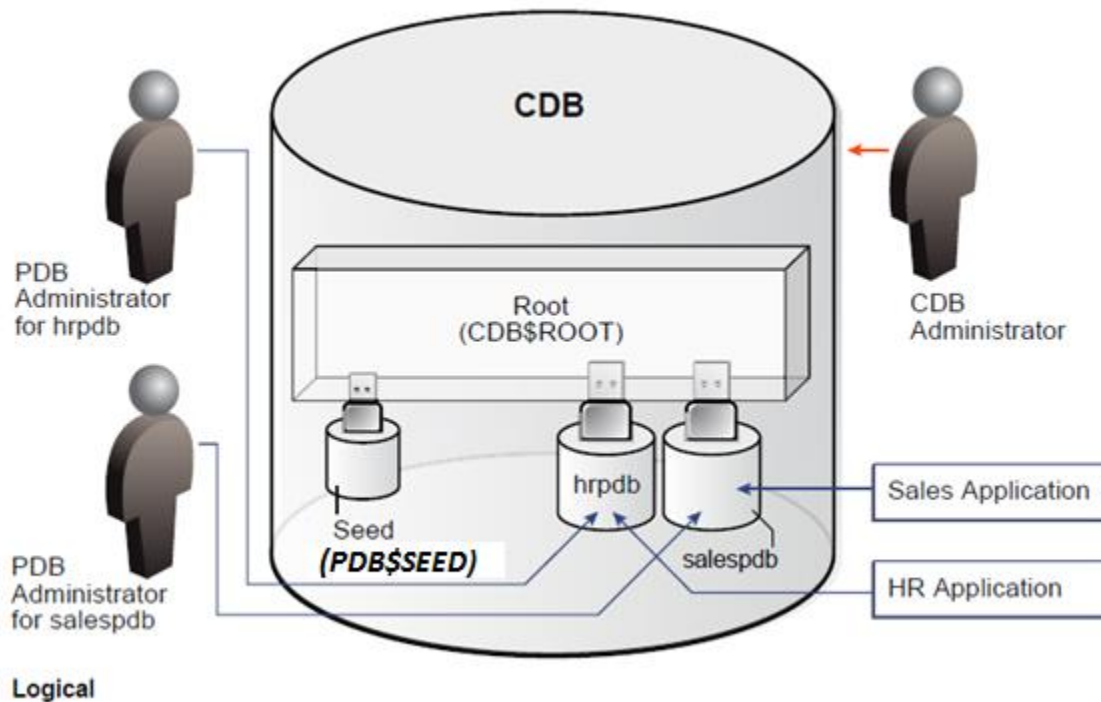 CDB
PDB
Administrator
for hrpdb
Root
(CDB$ROOT)
CDB
Administrator
hrpdb
Sales Application
Seed
(PDB$SEED)
salespdb
PDB
Administrator
for salespdb
HR Application
Logical